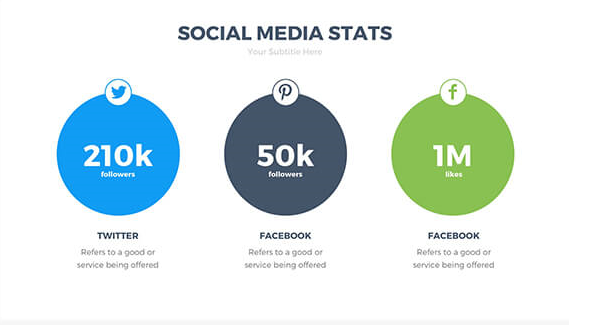 SOCIAL MEDIA STATS
Your Subtitle Here
210k
followers
50k
followers
1M
likes
TWITTER
Refers to a good or
service being offered
FACEBOOK
Refers to a good or
service being offered
FACEBOOK
Refers to a good or
service being offered